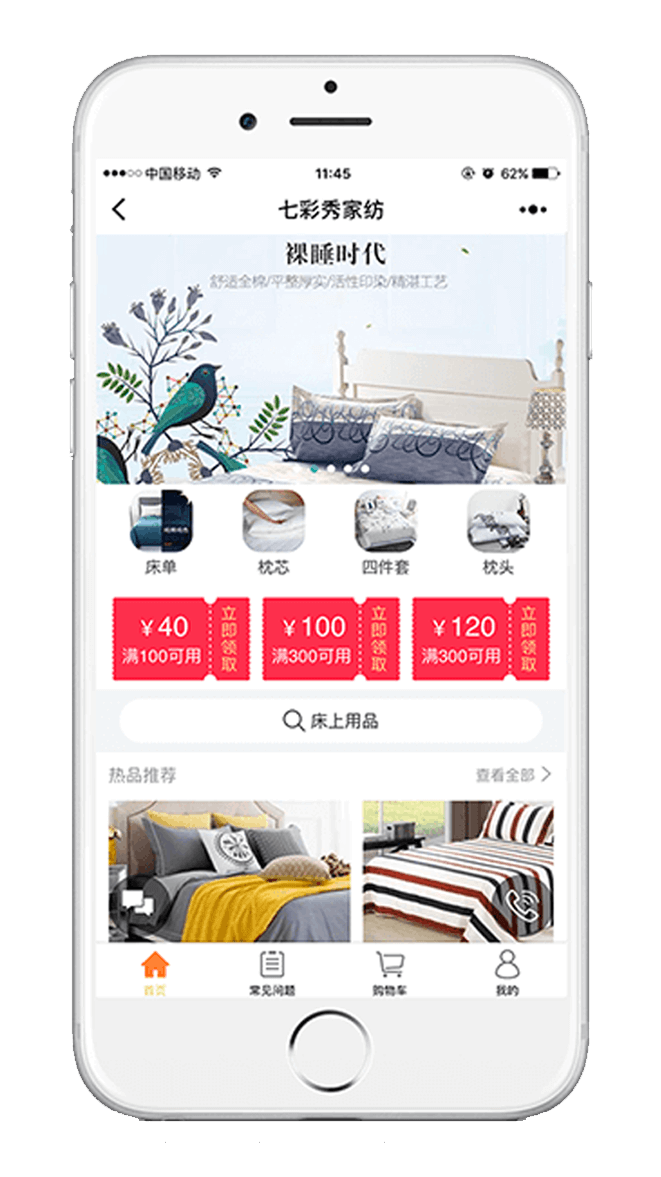 中国移动 11:45 62%
七彩秀家纺
裸睡时代
舒适全棉/平整厚实/活性印染/精湛工艺
床单 枕芯 四件套 枕头
￥40 满100可用 立即领取
￥100 满300可用 立即领取
￥120 满300可用 立即领取
床上用品
热品推荐 查看全部
首页 常见问题 购物车 我的